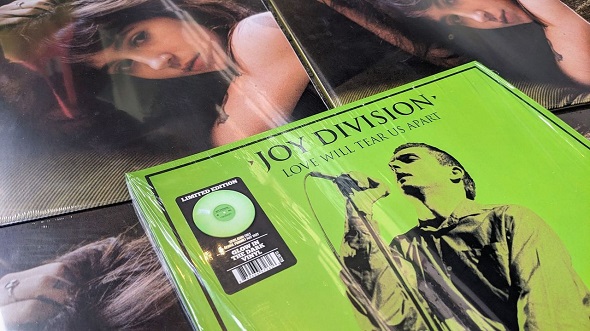 'JOY DIVISION'
LOVE WILL TEAR US APART
LIMITED EDITION
GLOW IN
THE DARK
VINYL